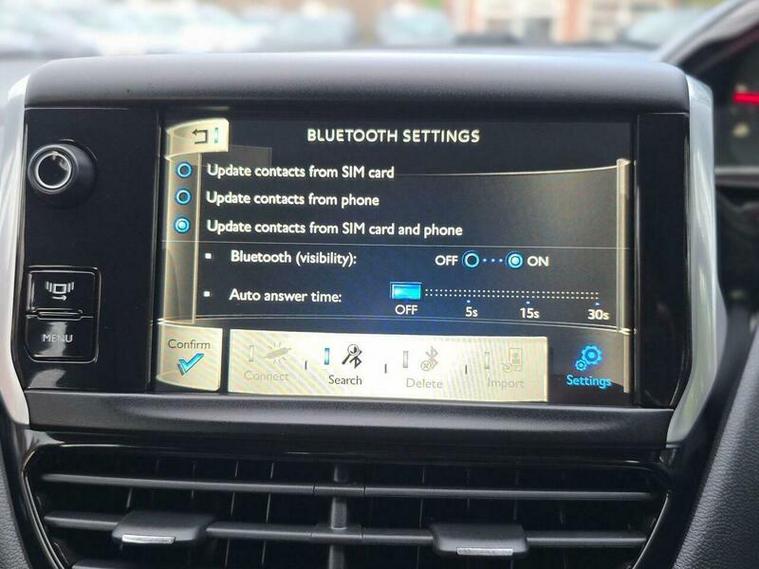 BLUETOOTH SETTINGS
Update contacts from SIM card
Update contacts from phone
Update contacts from SIM card and phone
Bluetooth (visibility): OFF ON
Auto answer time:
OFF 5s 15s 30s
Confirm
Connect Search Delete Import Settings
MENU